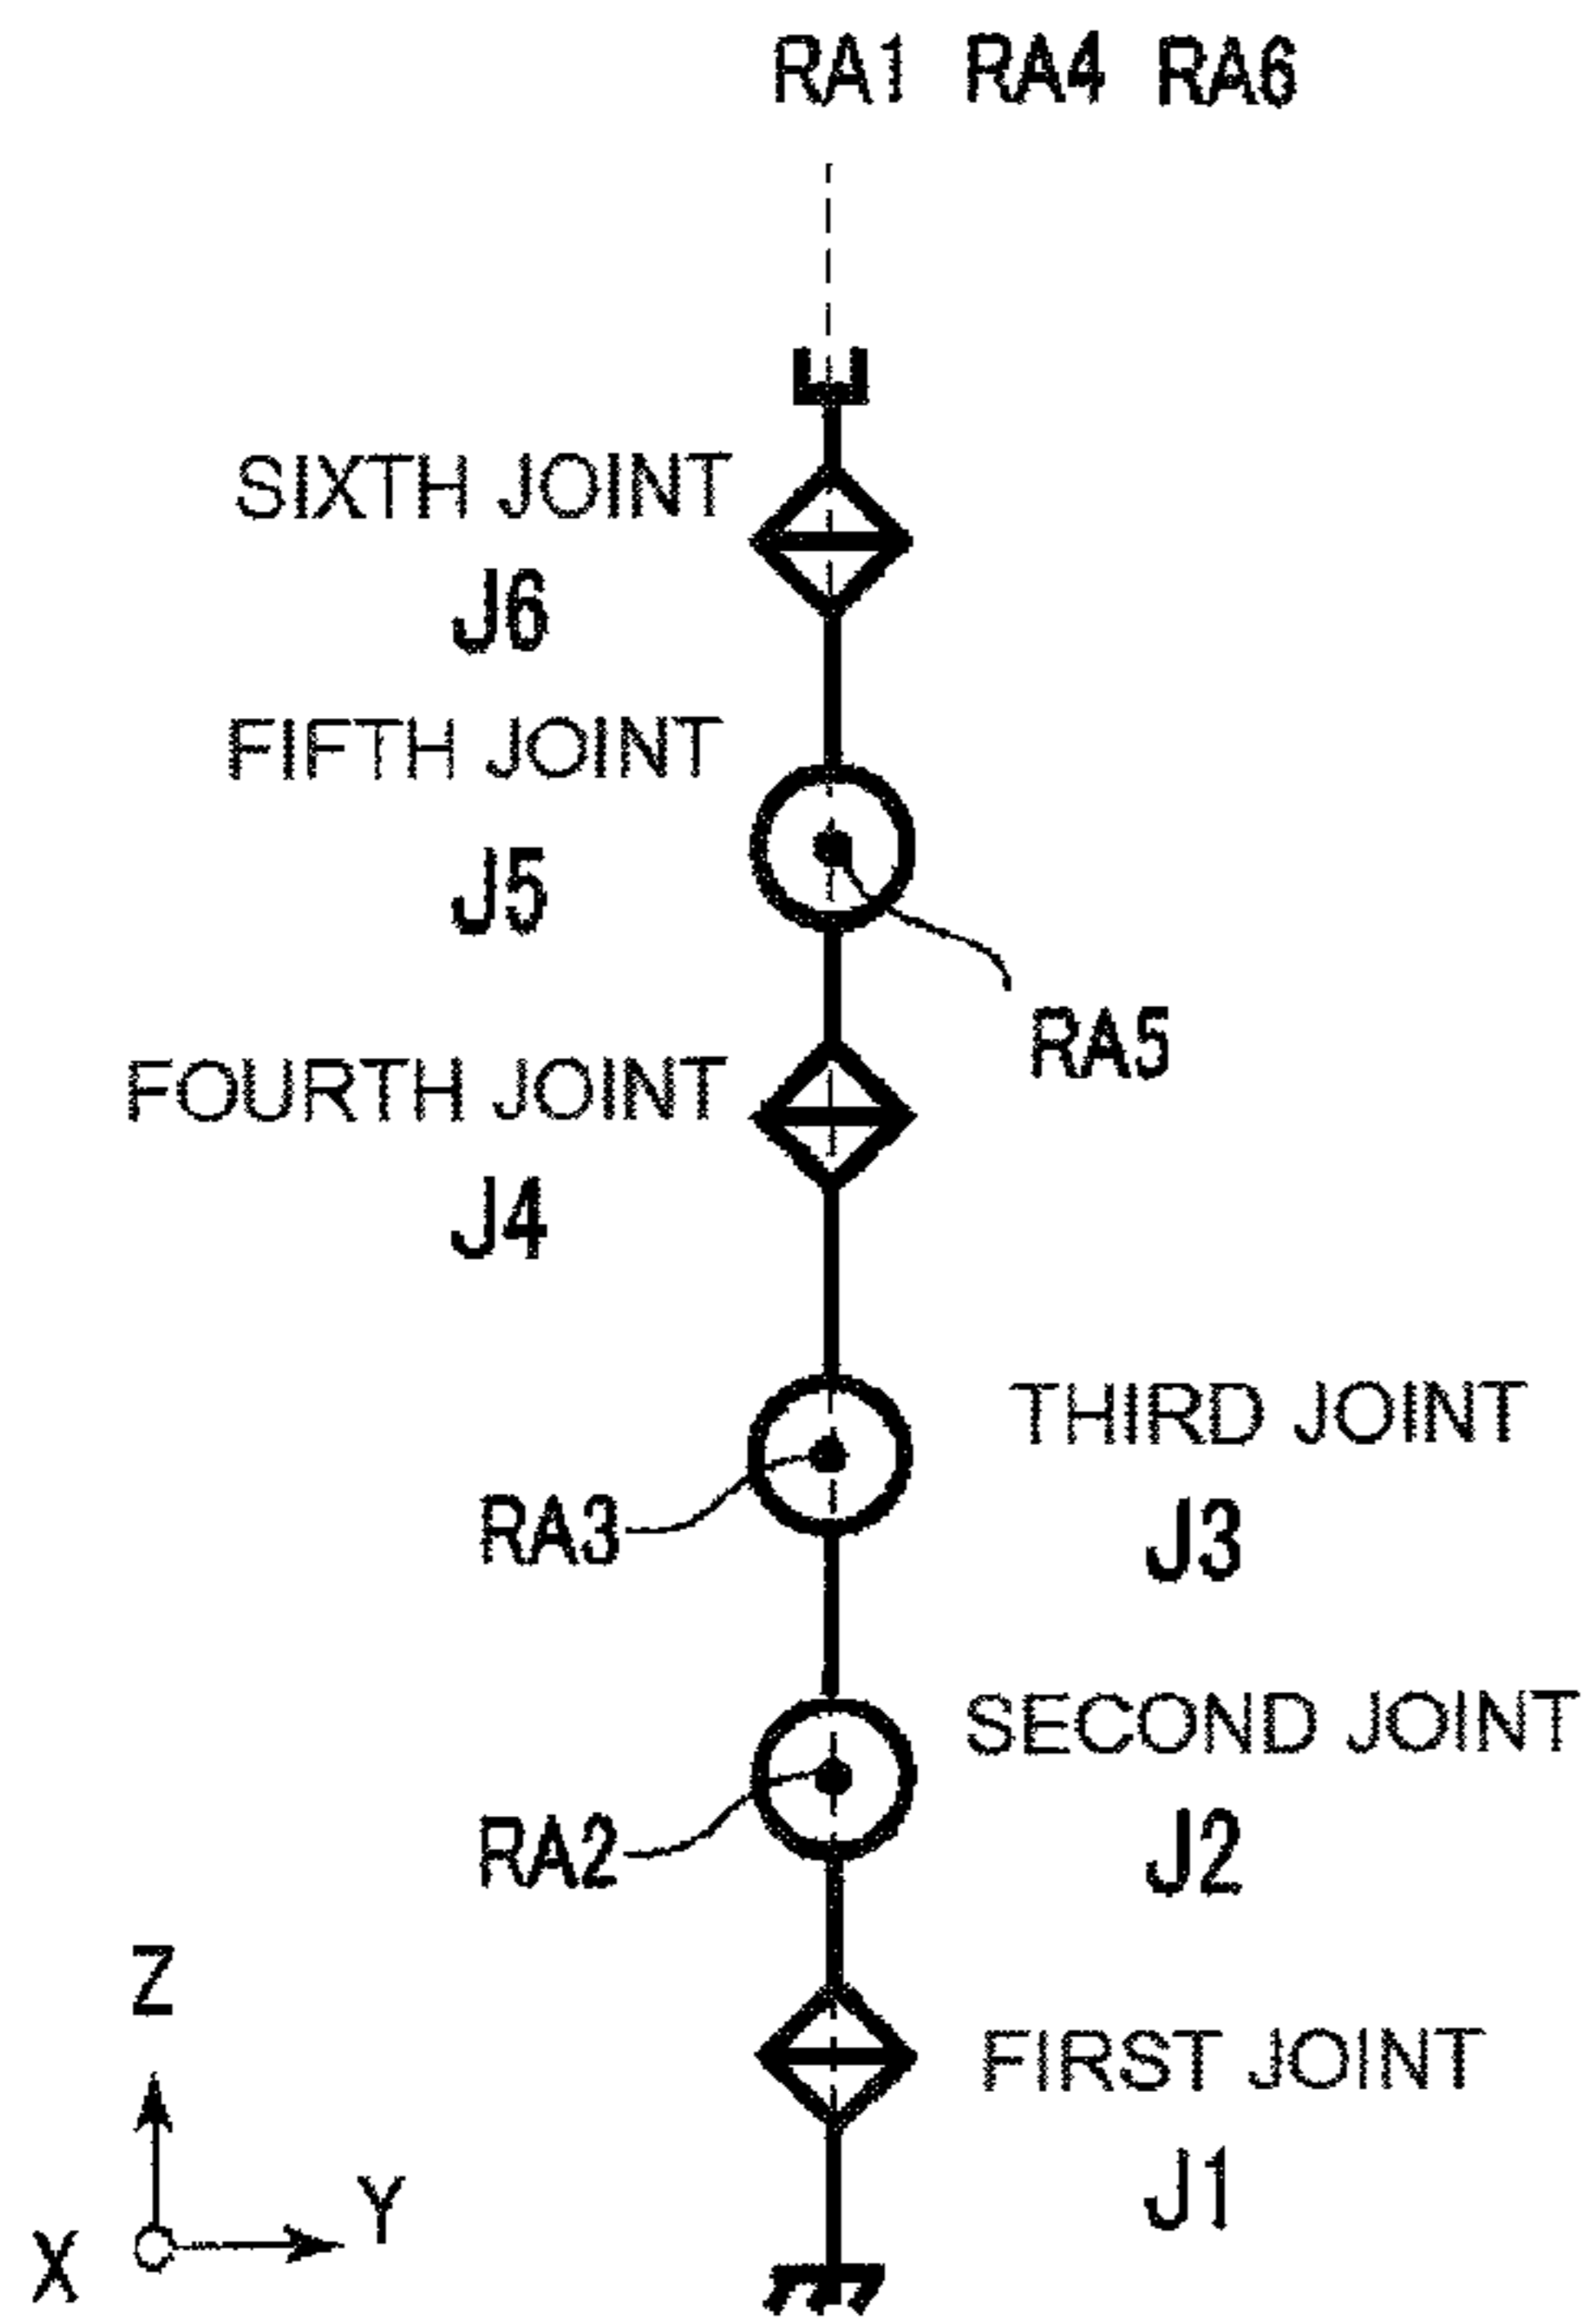 RA1 RA4 RA6
SIXTH JOINT
J6
FIFTH JOINT
J5
RA5
FOURTH JOINT
J4
THIRD JOINT
RA3
J3
SECOND JOINT
RA2
J2
Z
FIRST JOINT
J1
Y
X